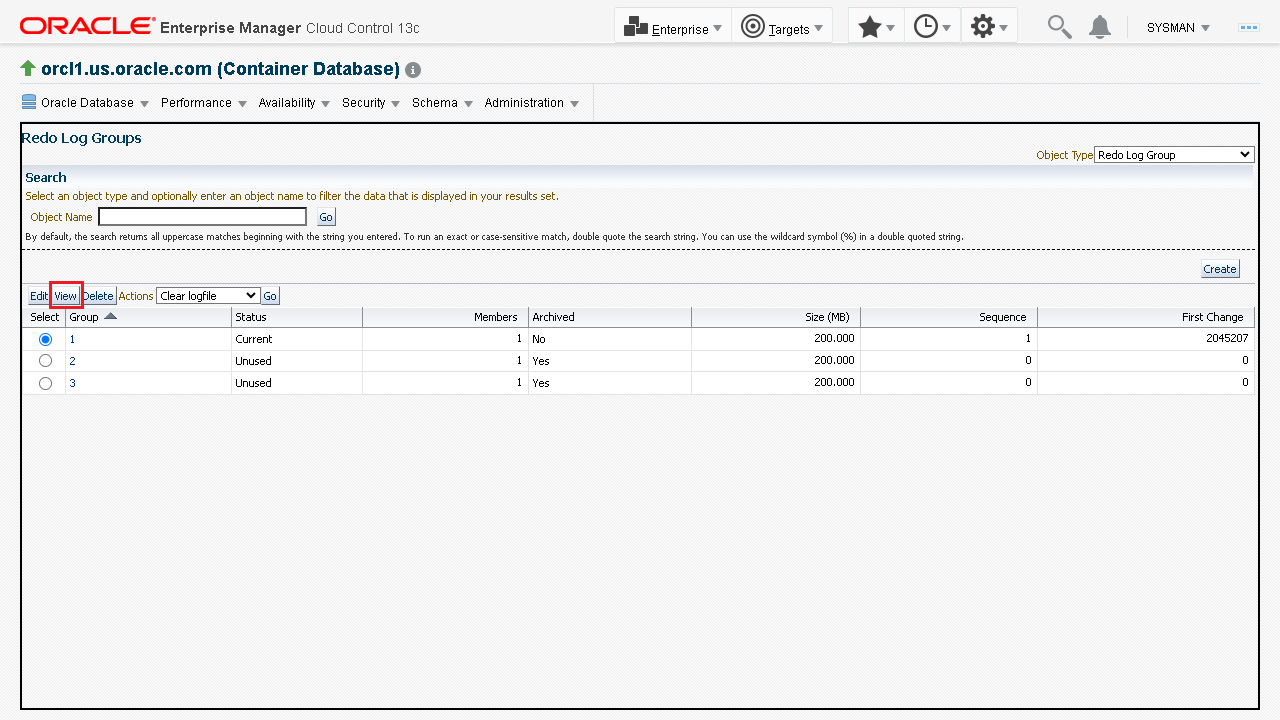 ORACLE Enterprise Manager Cloud Control 13c Enterprise Targets SYSMAN
orcl1.us.oracle.com (Container Database)
Oracle Database Performance Availability Security Schema Administration
Redo Log Groups
Object Type Redo Log Group
Search
Select an object type and optionally enter an object name to filter the data that is displayed in your results set.
Object Name Go
By default, the search returns all uppercase matches beginning with the string you entered. To run an exact or case-sensitive match, double quote the search string. You can use the wildcard symbol (%) in a double quoted string.
Create
Edit View Delete Actions Clear logfile Go
Select Group Status Members Archived Size (MB) Sequence First Change
1 Current 1 No 200.000 1 2045207
2 Unused 1 Yes 200.000 0 0
3 Unused 1 Yes 200.000 0 0